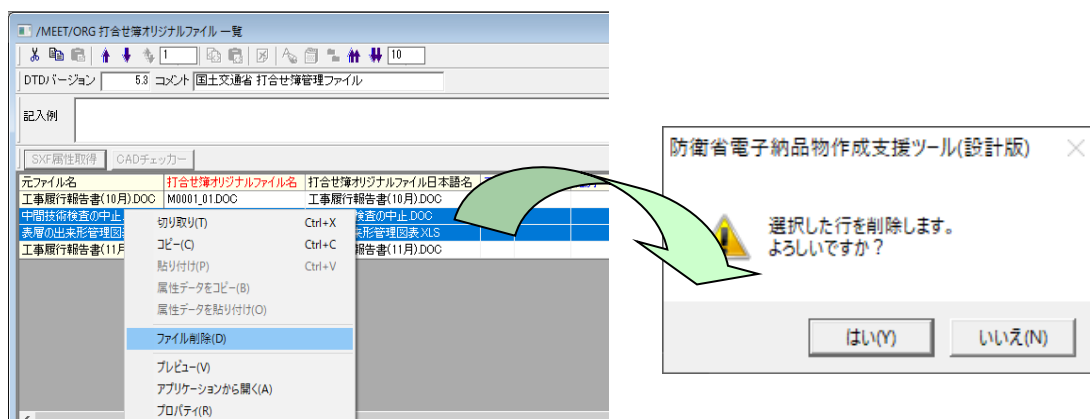 /MEET/ORG 打合せ簿オリジナルファイル 一覧
1 10
DTDバージョン 5.3 コメント 国土交通省 打合せ簿管理ファイル
記入例
SXF属性取得 CADチェッカー
元ファイル名 打合せ簿オリジナルファイル名 打合せ簿オリジナルファイル日本語名
工事履行報告書(10月).DOC M0001_01.DOC 工事履行報告書(10月).DOC
中間技術検査の中止 検査の中止.DOC
表層の出来形管理図 形管理図表.XLS
工事履行報告書(11月 報告書(11月).DOC
切り取り(T) Ctrl+X
コピー(C) Ctrl+C
貼り付け(P) Ctrl+V
属性データをコピー(B)
属性データを貼り付け(O)
ファイル削除(D)
プレビュー(V)
アプリケーションから開く(A)
プロパティ(R)
防衛省電子納品物作成支援ツール(設計版)
選択した行を削除します。
よろしいですか？
はい(Y) いいえ(N)